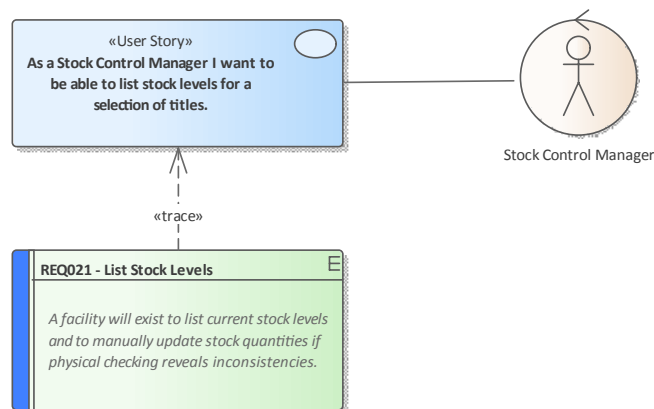 «User Story»
As a Stock Control Manager I want to
be able to list stock levels for a
selection of titles.
Stock Control Manager
«trace»
REQ021 - List Stock Levels
A facility will exist to list current stock levels
and to manually update stock quantities if
physical checking reveals inconsistencies.